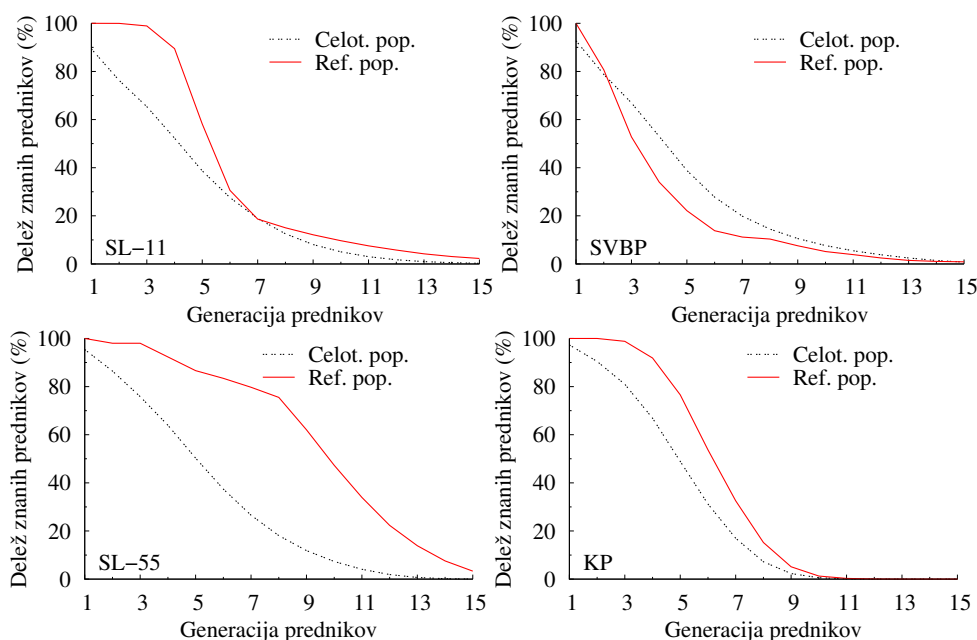 Delež znanih prednikov (%)
100
80
60
40
20
0
Celot. pop.
Ref. pop.
SL−11
1 3 5 7 9 11 13 15
Generacija prednikov
Delež znanih prednikov (%)
100
80
60
40
20
0
Celot. pop.
Ref. pop.
SVBP
1 3 5 7 9 11 13 15
Generacija prednikov
Delež znanih prednikov (%)
100
80
60
40
20
0
Celot. pop.
Ref. pop.
SL−55
1 3 5 7 9 11 13 15
Generacija prednikov
Delež znanih prednikov (%)
100
80
60
40
20
0
Celot. pop.
Ref. pop.
KP
1 3 5 7 9 11 13 15
Generacija prednikov